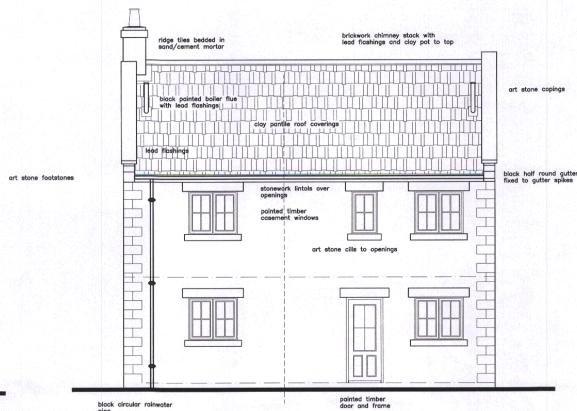 ridge tiles bedded in
sand/cement mortar
brickwork chimney stack with
lead flashings and clay pot to top
art stone copings
black painted boiler flue
with lead flashings
clay pantile roof coverings
lead flashings
art stone footstones
black half round gutter
fixed to gutter spikes
stonework lintols over
openings
painted timber
casement windows
art stone cills to openings
black circular rainwater
pipe
painted timber
door and frame